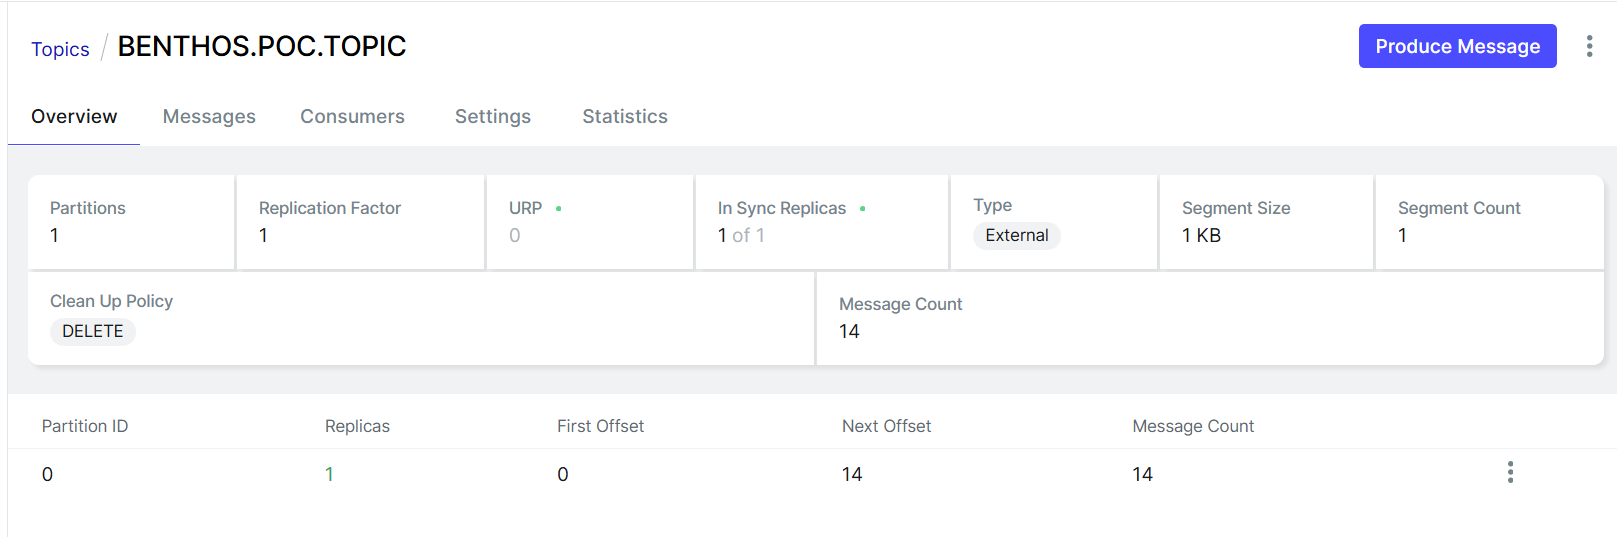 Topics / BENTHOS.POC.TOPIC
Produce Message
Overview Messages Consumers Settings Statistics
Partitions Replication Factor URP In Sync Replicas Type Segment Size Segment Count
1 1 0 1 of 1 External 1 KB 1
Clean Up Policy Message Count
DELETE 14
Partition ID Replicas First Offset Next Offset Message Count
0 1 0 14 14